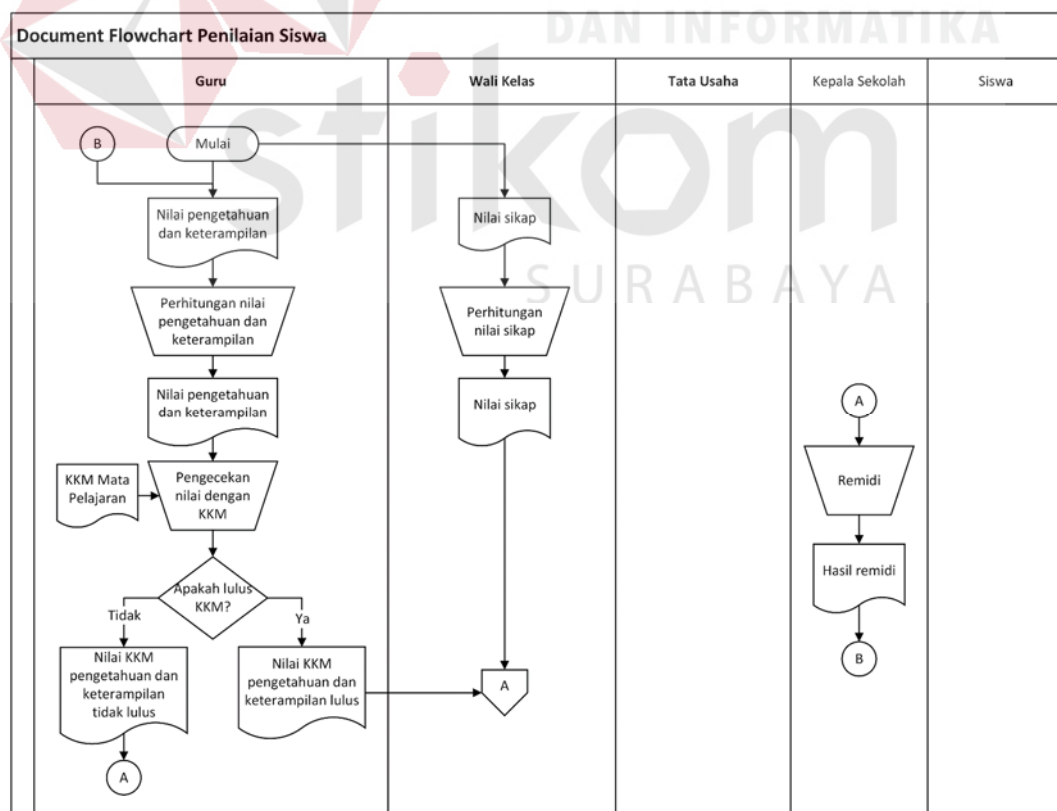 DAN INFORMATIKA
Document Flowchart Penilaian Siswa
Guru
Wali Kelas
Tata Usaha
Kepala Sekolah
Siswa
stikom
SURABAYA
B
Mulai
Nilai pengetahuan
dan keterampilan
Perhitungan nilai
pengetahuan dan
keterampilan
Nilai pengetahuan
dan keterampilan
KKM Mata
Pelajaran
Pengecekan
nilai dengan
KKM
Apakah lulus
KKM?
Tidak
Ya
Nilai KKM
pengetahuan dan
keterampilan
tidak lulus
Nilai KKM
pengetahuan dan
keterampilan lulus
A
Nilai sikap
Perhitungan
nilai sikap
Nilai sikap
A
A
Remidi
Hasil remidi
B